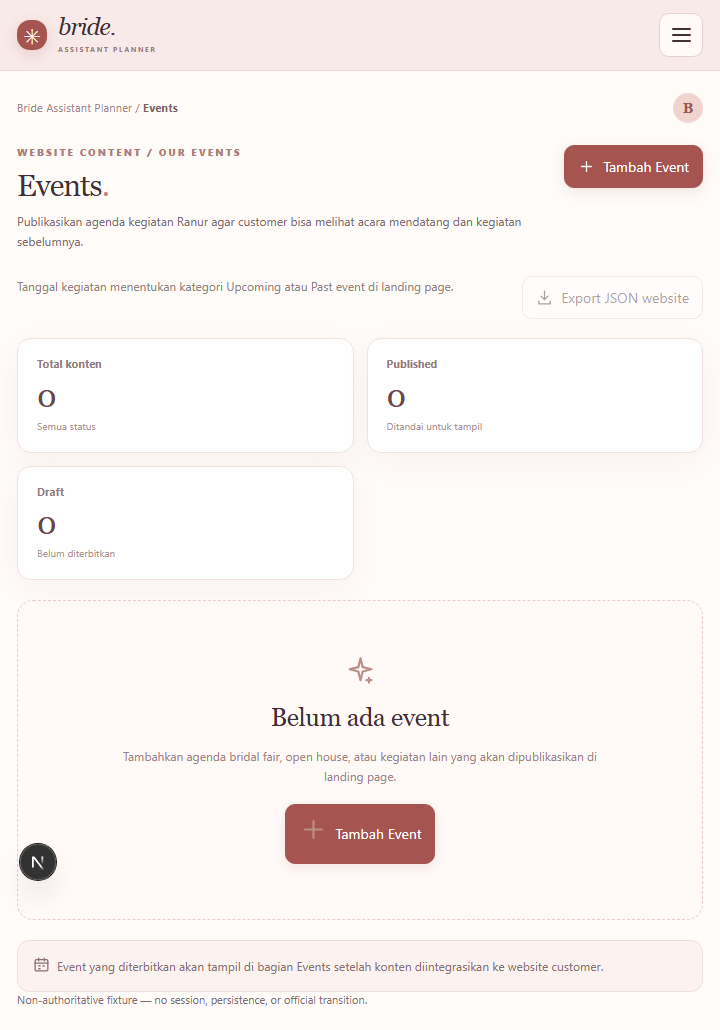 bride.
ASSISTANT PLANNER
Bride Assistant Planner / Events
B
WEBSITE CONTENT / OUR EVENTS
Tambah Event
Events.
Publikasikan agenda kegiatan Ranur agar customer bisa melihat acara mendatang dan kegiatan
sebelumnya.
Tanggal kegiatan menentukan kategori Upcoming atau Past event di landing page.
Export JSON website
Total konten
0
Semua status
Published
0
Ditandai untuk tampil
Draft
0
Belum diterbitkan
Belum ada event
Tambahkan agenda bridal fair, open house, atau kegiatan lain yang akan dipublikasikan di
landing page.
Tambah Event
N
Event yang diterbitkan akan tampil di bagian Events setelah konten diintegrasikan ke website customer.
Non-authoritative fixture — no session, persistence, or official transition.